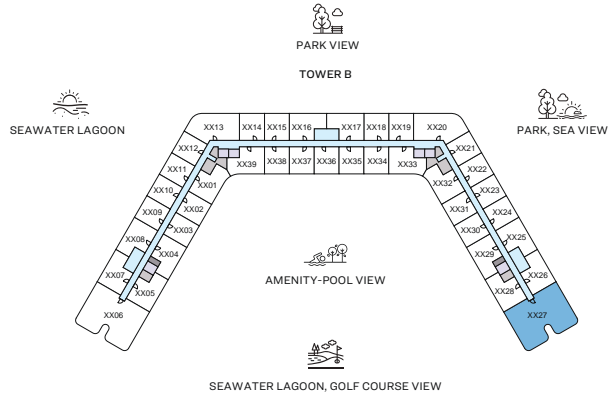 PARK VIEW
TOWER B
SEAWATER LAGOON
PARK, SEA VIEW
XX13
XX14
XX15
XX16
XX17
XX18
XX19
XX20
XX12
XX39
XX38
XX37
XX36
XX35
XX34
XX33
XX21
XX11
XX01
XX32
XX22
XX10
XX02
XX31
XX23
XX09
XX03
XX30
XX24
XX08
XX04
XX29
XX25
XX07
XX05
XX28
XX26
XX06
XX27
AMENITY-POOL VIEW
SEAWATER LAGOON, GOLF COURSE VIEW